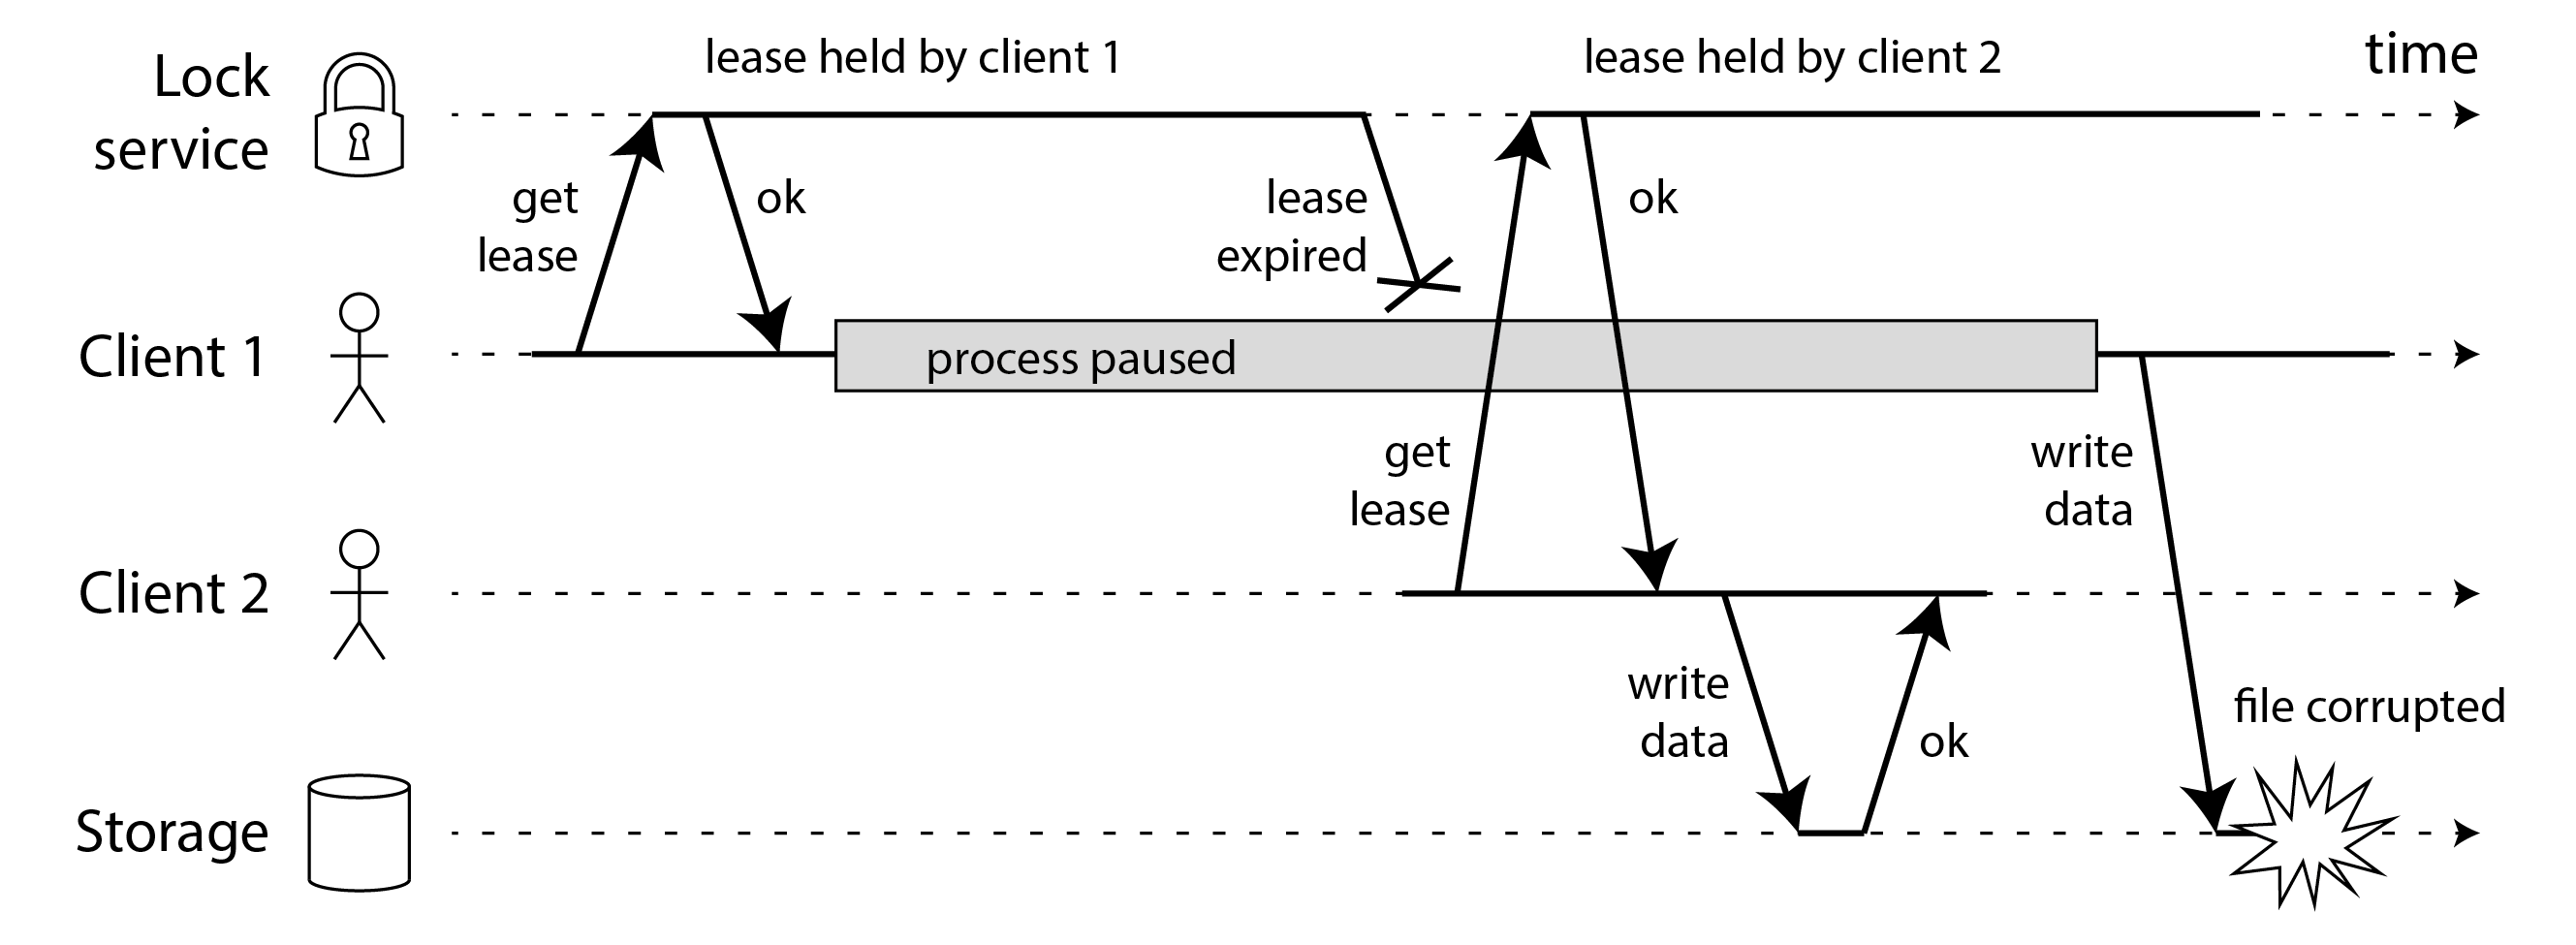 lease held by client 1
lease held by client 2
time
Lock
service
get
lease
ok
lease
expired
ok
Client 1
process paused
get
lease
write
data
Client 2
write
data
ok
file corrupted
Storage